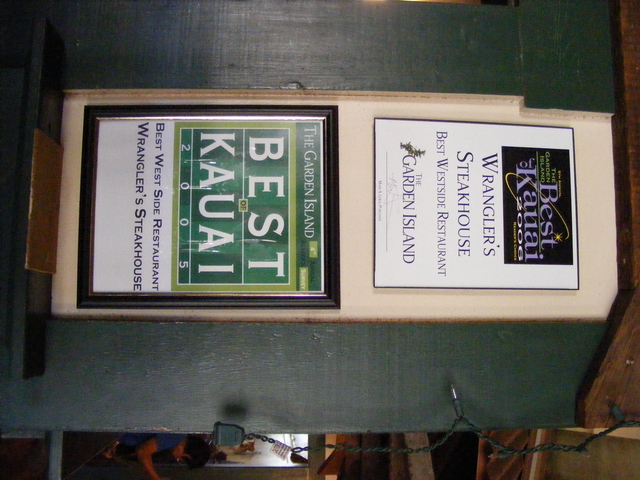 THE
GARDEN
ISLAND
Best
OF Kauai
2006
WRANGLER'S
STEAKHOUSE
BEST WESTSIDE RESTAURANT
THE
GARDEN ISLAND
THE GARDEN ISLAND
BEST
OF
KAUAI
2005
BEST WEST SIDE RESTAURANT
WRANGLER'S STEAKHOUSE